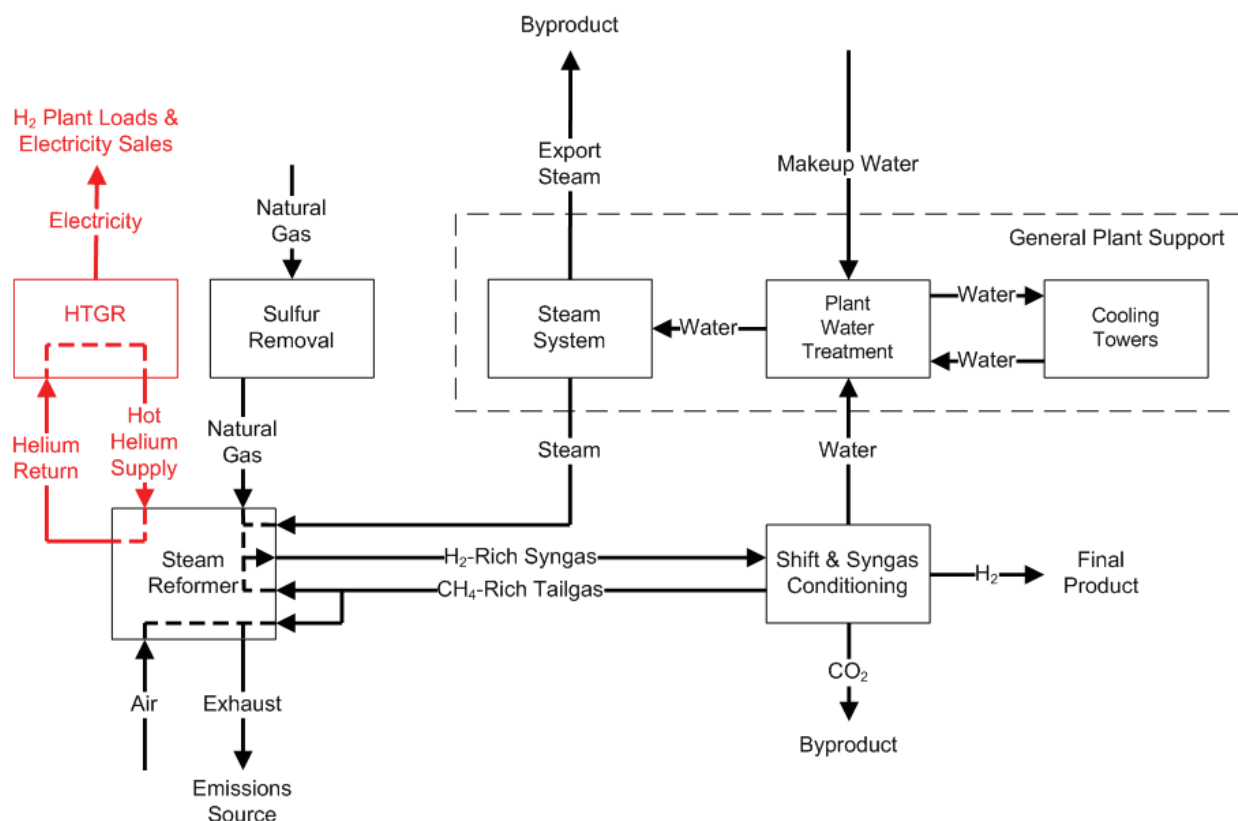 Byproduct
H₂ Plant Loads &
Electricity Sales
Export
Steam
Makeup Water
Natural
Gas
Electricity
General Plant Support
HTGR
Sulfur
Removal
Steam
System
Water
Plant
Water
Treatment
Water
Water
Cooling
Towers
Helium
Return
Hot
Helium
Supply
Natural
Gas
Steam
Water
Steam
Reformer
H₂-Rich Syngas
CH₄-Rich Tailgas
Shift & Syngas
Conditioning
H₂
Final
Product
Air
Exhaust
CO₂
Byproduct
Emissions
Source